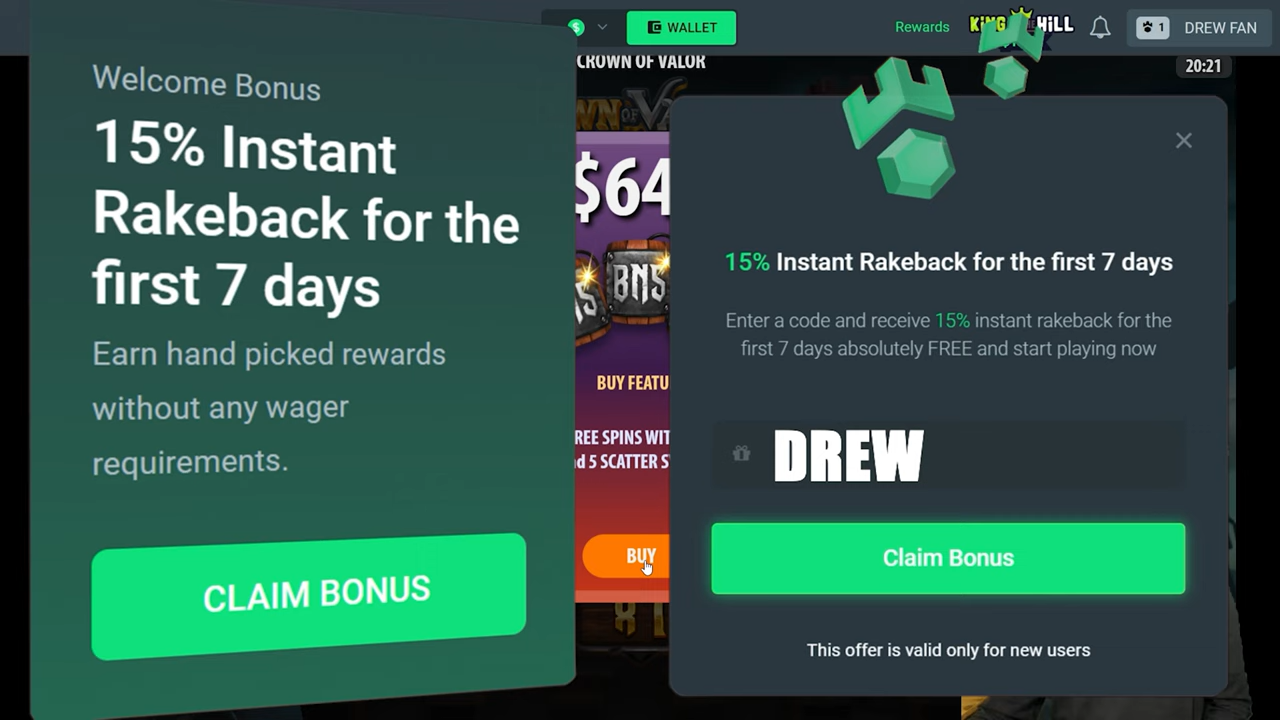 WALLET
Rewards
KING OF THE HILL
1
DREW FAN
20:21
CROWN OF VALOR
Welcome Bonus
15% Instant
Rakeback for the
first 7 days
Earn hand picked rewards
without any wager
requirements.
CLAIM BONUS
$64
BNS
BUY FEATU
REE SPINS WIT
d 5 SCATTER S
BUY
15% Instant Rakeback for the first 7 days
Enter a code and receive 15% instant rakeback for the
first 7 days absolutely FREE and start playing now
DREW
Claim Bonus
This offer is valid only for new users